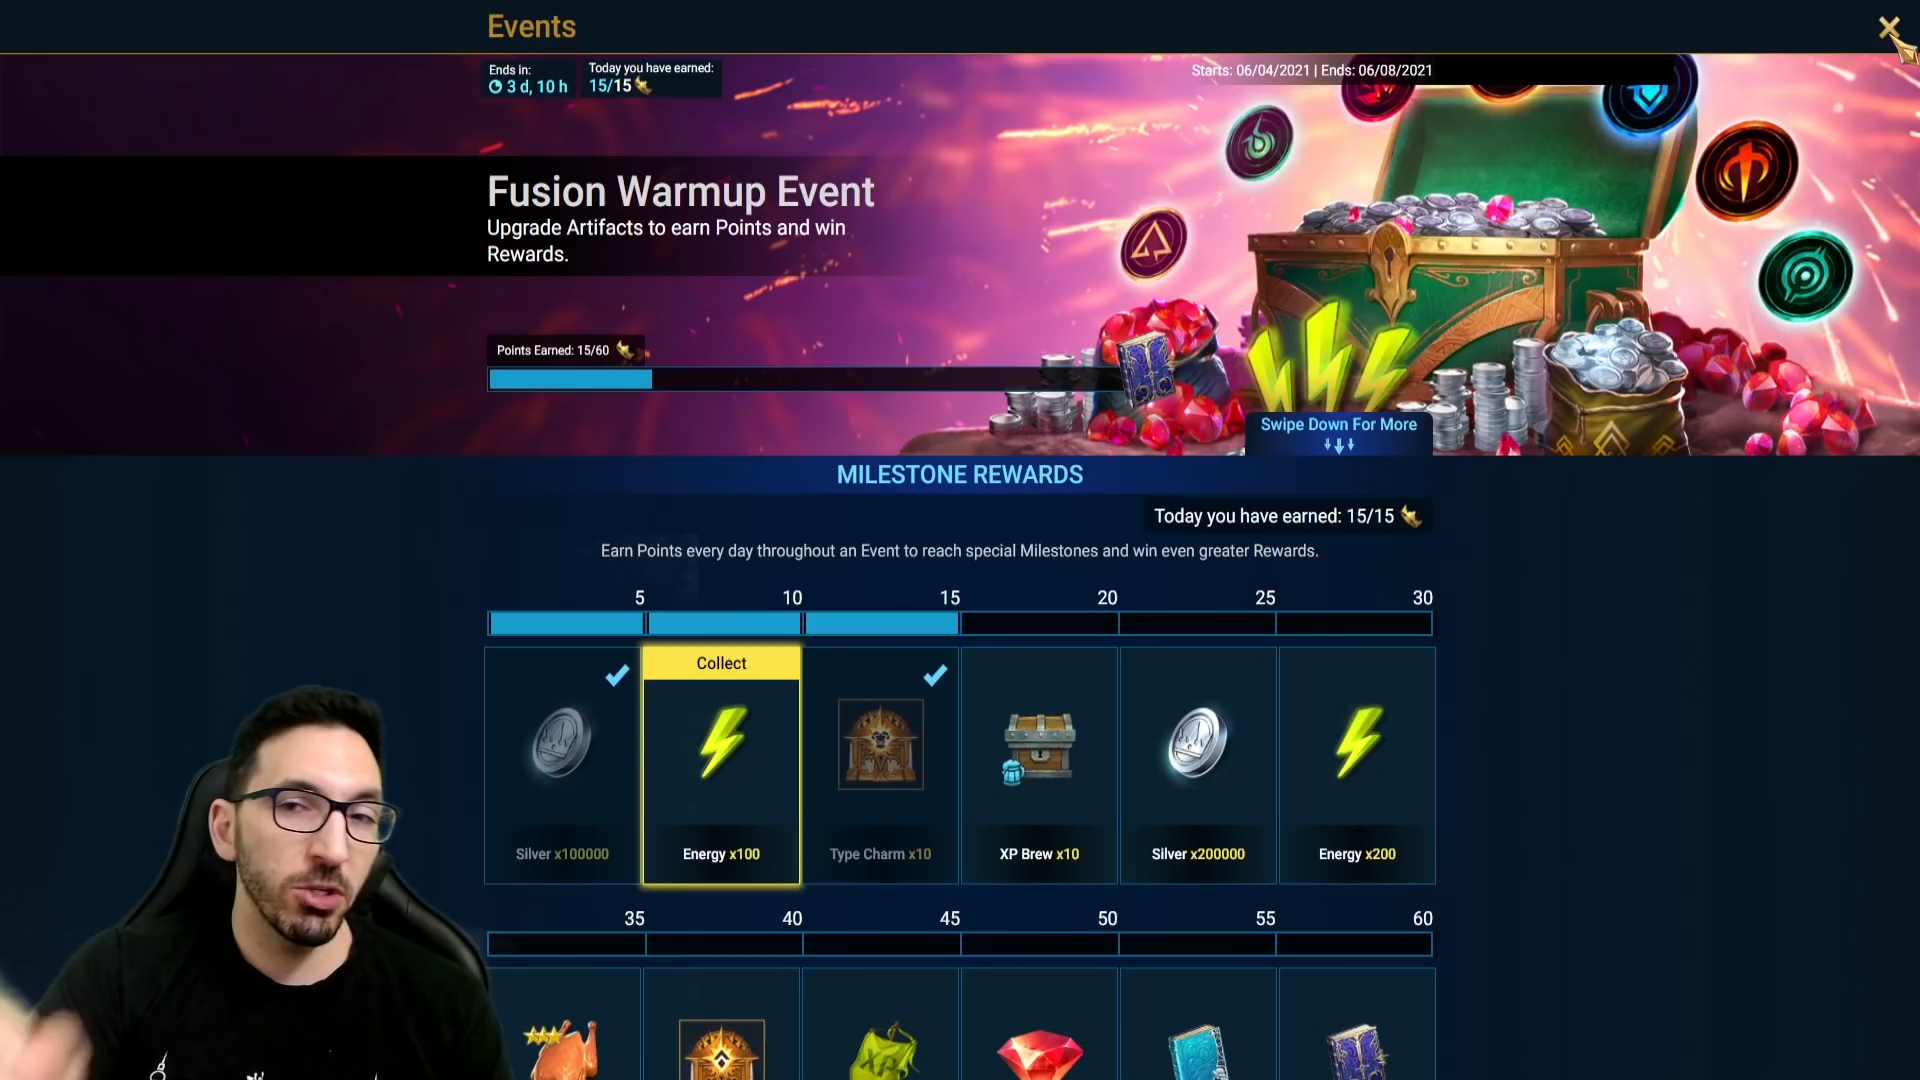 Events
Ends in:
3 d, 10 h
Today you have earned:
15/15
Starts: 06/04/2021 | Ends: 06/08/2021
Fusion Warmup Event
Upgrade Artifacts to earn Points and win
Rewards.
Points Earned: 15/60
Swipe Down For More
MILESTONE REWARDS
Today you have earned: 15/15
Earn Points every day throughout an Event to reach special Milestones and win even greater Rewards.
5 10 15 20 25 30
Collect
Silver x100000
Energy x100
Type Charm x10
XP Brew x10
Silver x200000
Energy x200
35 40 45 50 55 60
XP